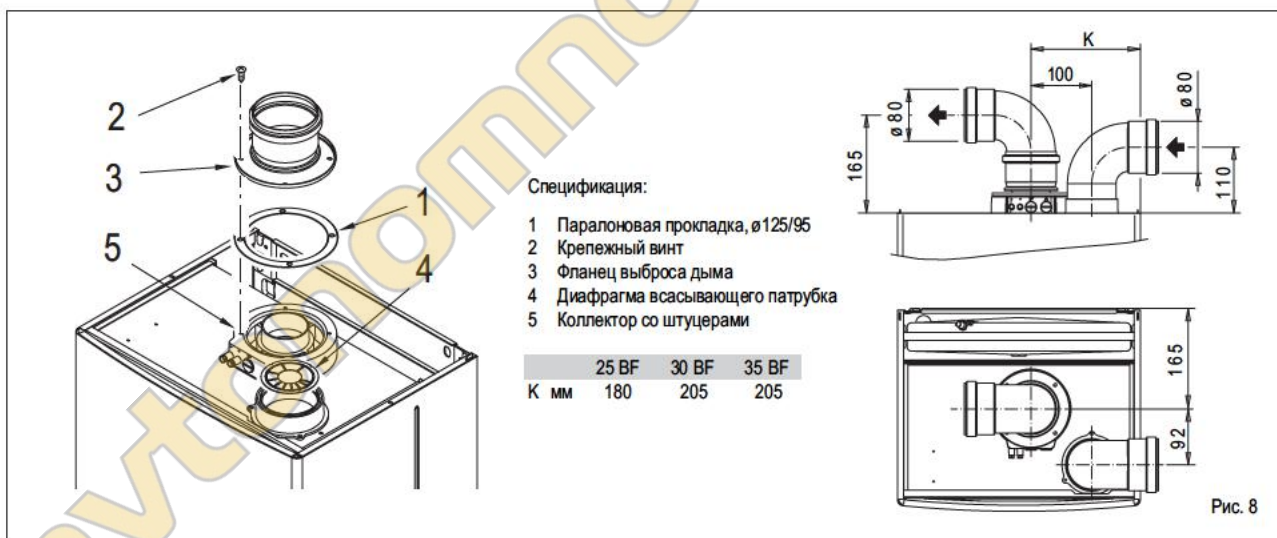 2
3
1
5
4
Спецификация:
1 Паралоновая прокладка, ø125/95
2 Крепежный винт
3 Фланец выброса дыма
4 Диафрагма всасывающего патрубка
5 Коллектор со штуцерами
25 BF 30 BF 35 BF
K мм 180 205 205
K
100
ø 80
ø 80
165
110
165
92
Рис. 8